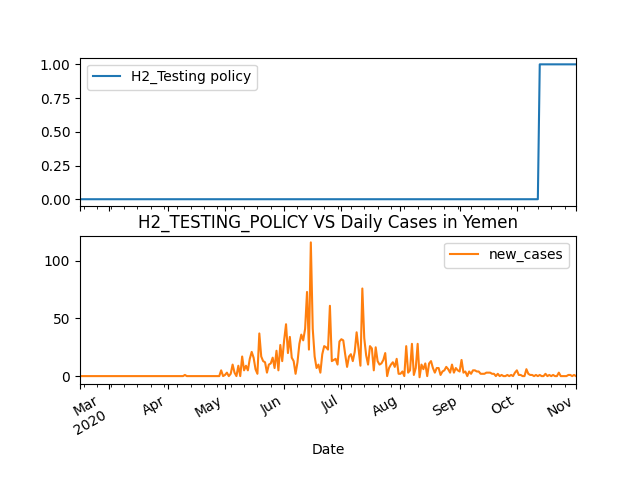 1.00
0.75
0.50
0.25
0.00
H2_Testing policy
H2_TESTING_POLICY VS Daily Cases in Yemen
100
50
0
new_cases
Mar
2020
Apr
May
Jun
Jul
Aug
Sep
Oct
Nov
Date